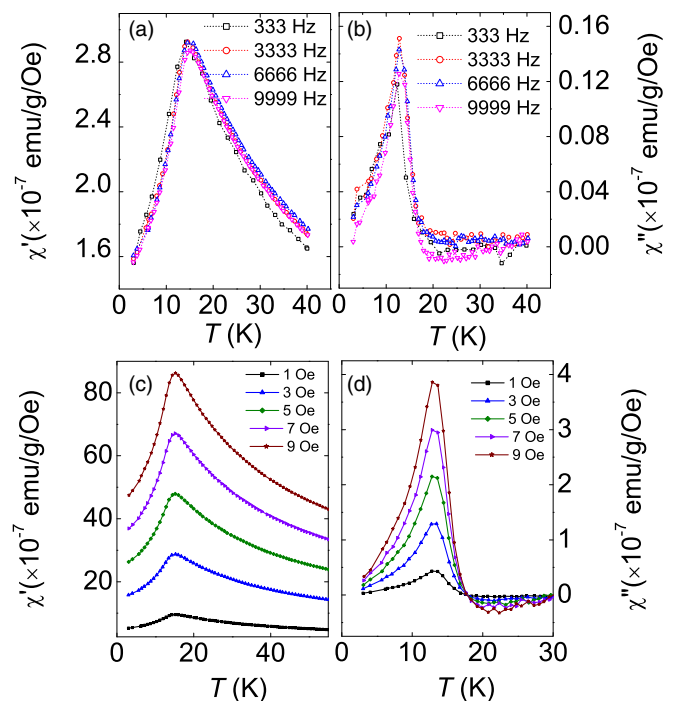 (a)
333 Hz
3333 Hz
6666 Hz
9999 Hz
2.8
2.4
2.0
1.6
χ'(×10⁻⁷ emu/g/Oe)
0 10 20 30 40
T (K)
(b)
333 Hz
3333 Hz
6666 Hz
9999 Hz
0.16
0.12
0.08
0.04
0.00
χ''(×10⁻⁷ emu/g/Oe)
0 10 20 30 40
T (K)
(c)
1 Oe
3 Oe
5 Oe
7 Oe
9 Oe
80
60
40
20
χ'(×10⁻⁷ emu/g/Oe)
0 20 40
T (K)
(d)
1 Oe
3 Oe
5 Oe
7 Oe
9 Oe
4
3
2
1
0
χ''(×10⁻⁷ emu/g/Oe)
0 10 20 30
T (K)